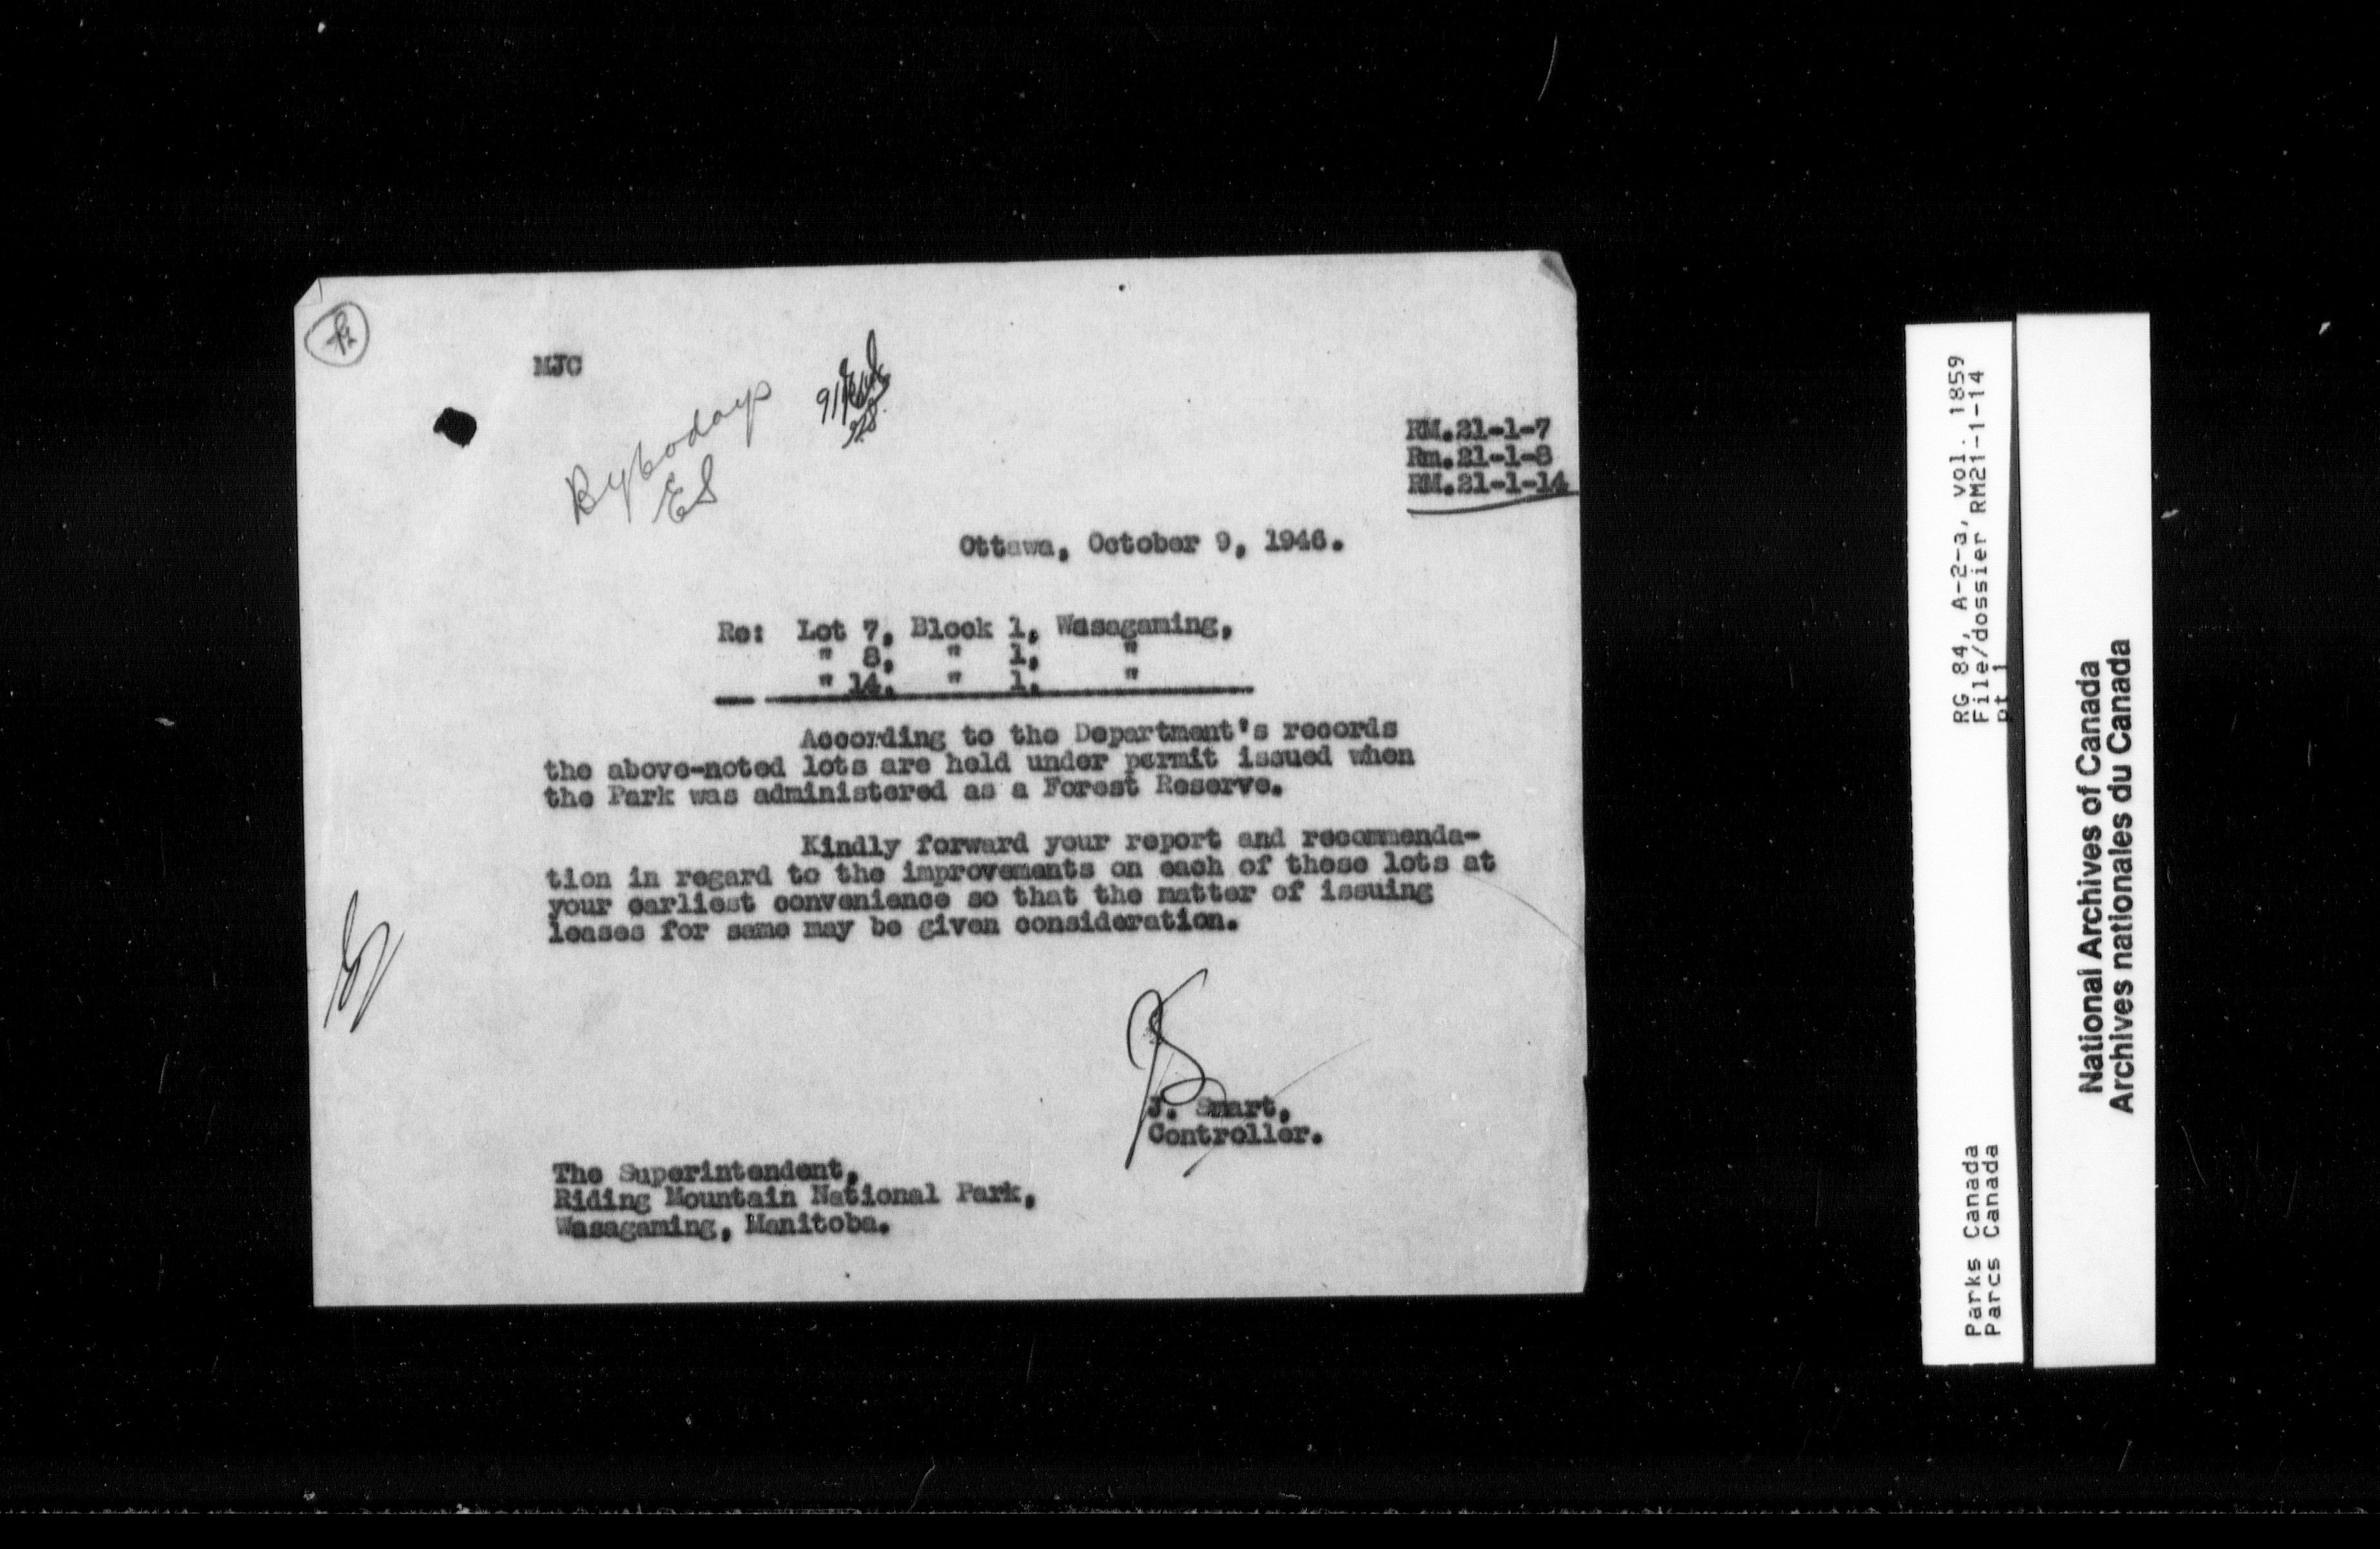 MJC
By 60 days
ES
RM.21-1-7
Rm.21-1-8
RM.21-1-14
Ottawa, October 9, 1946.
Re: Lot 7, Block 1, Wasagaming,
" 8, " 1, "
" 14, " 1, "
According to the Department's records
the above-noted lots are held under permit issued when
the Park was administered as a Forest Reserve.
Kindly forward your report and recommenda-
tion in regard to the improvements on each of these lots at
your earliest convenience so that the matter of issuing
leases for same may be given consideration.
JS
J. Smart,
Controller.
The Superintendent,
Riding Mountain National Park,
Wasagaming, Manitoba.
RG 84, A-2-a, vol. 1859
File/dossier RM21-1-14
pt 1
Parks Canada
Parcs Canada
National Archives of Canada
Archives nationales du Canada